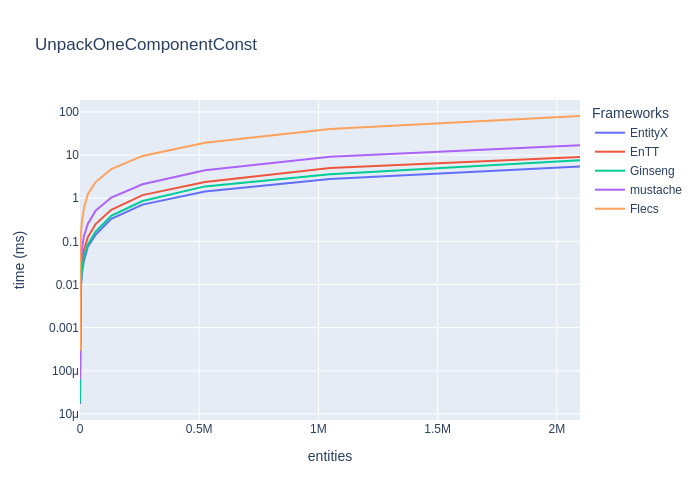 UnpackOneComponentConst
Frameworks
EntityX
EnTT
Ginseng
mustache
Flecs
time (ms)
100
10
1
0.1
0.01
0.001
100μ
10μ
0
0.5M
1M
1.5M
2M
entities